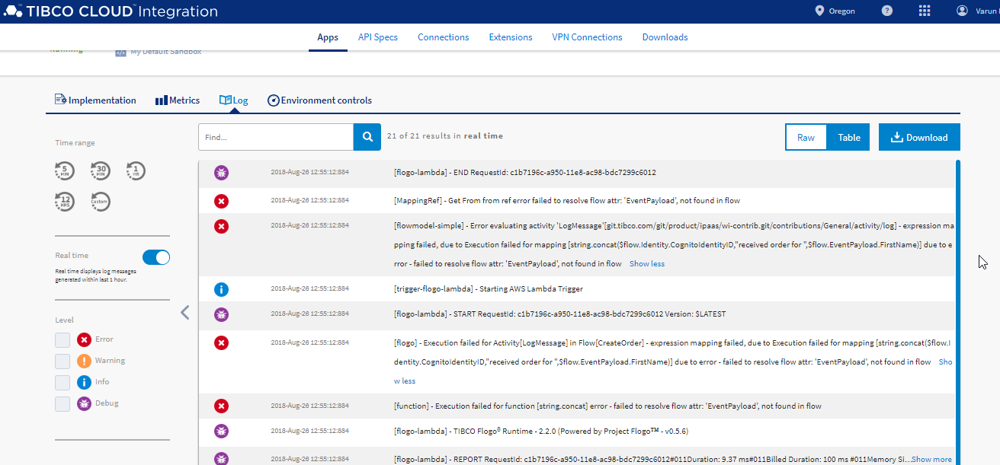 TIBCO CLOUD™ Integration
Oregon
?
Varun
Apps
API Specs
Connections
Extensions
VPN Connections
Downloads
Running
My Default Sandbox
Implementation
Metrics
Log
Environment controls
Time range
5 MIN
30 MIN
1 HR
12 HRS
Custom
Real time
Real time displays log messages
generated within last 1 hour.
Level
Error
Warning
Info
Debug
Find...
21 of 21 results in real time
Raw
Table
Download
2018-Aug-26 12:55:12:884 [flogo-lambda] - END RequestId: c1b7196c-a950-11e8-ac98-bdc7299c6012
2018-Aug-26 12:55:12:884 [MappingRef] - Get From from ref error failed to resolve flow attr: 'EventPayload', not found in flow
2018-Aug-26 12:55:12:884 [flowmodel-simple] - Error evaluating activity 'LogMessage'[git.tibco.com/git/product/ipaas/wi-contrib.git/contributions/General/activity/log] - expression ma
pping failed, due to Execution failed for mapping [string.concat($flow.Identity.CognitoIdentityID,"received order for ",$flow.EventPayload.FirstName)] due to e
rror - failed to resolve flow attr: 'EventPayload', not found in flow Show less
2018-Aug-26 12:55:12:884 [trigger-flogo-lambda] - Starting AWS Lambda Trigger
2018-Aug-26 12:55:12:884 [flogo-lambda] - START RequestId: c1b7196c-a950-11e8-ac98-bdc7299c6012 Version: $LATEST
2018-Aug-26 12:55:12:884 [flogo] - Execution failed for Activity[LogMessage] in Flow[CreateOrder] - expression mapping failed, due to Execution failed for mapping [string.concat($flow.I
dentity.CognitoIdentityID,"received order for ",$flow.EventPayload.FirstName)] due to error - failed to resolve flow attr: 'EventPayload', not found in flow Sho
w less
2018-Aug-26 12:55:12:884 [function] - Execution failed for function [string.concat] error - failed to resolve flow attr: 'EventPayload', not found in flow
2018-Aug-26 12:55:12:884 [flogo-lambda] - TIBCO Flogo® Runtime - 2.2.0 (Powered by Project Flogo™ - v0.5.6)
2018-Aug-26 12:55:12:884 [flogo-lambda] - REPORT RequestId: c1b7196c-a950-11e8-ac98-bdc7299c6012#011Duration: 9.37 ms#011Billed Duration: 100 ms #011Memory Si...Show more